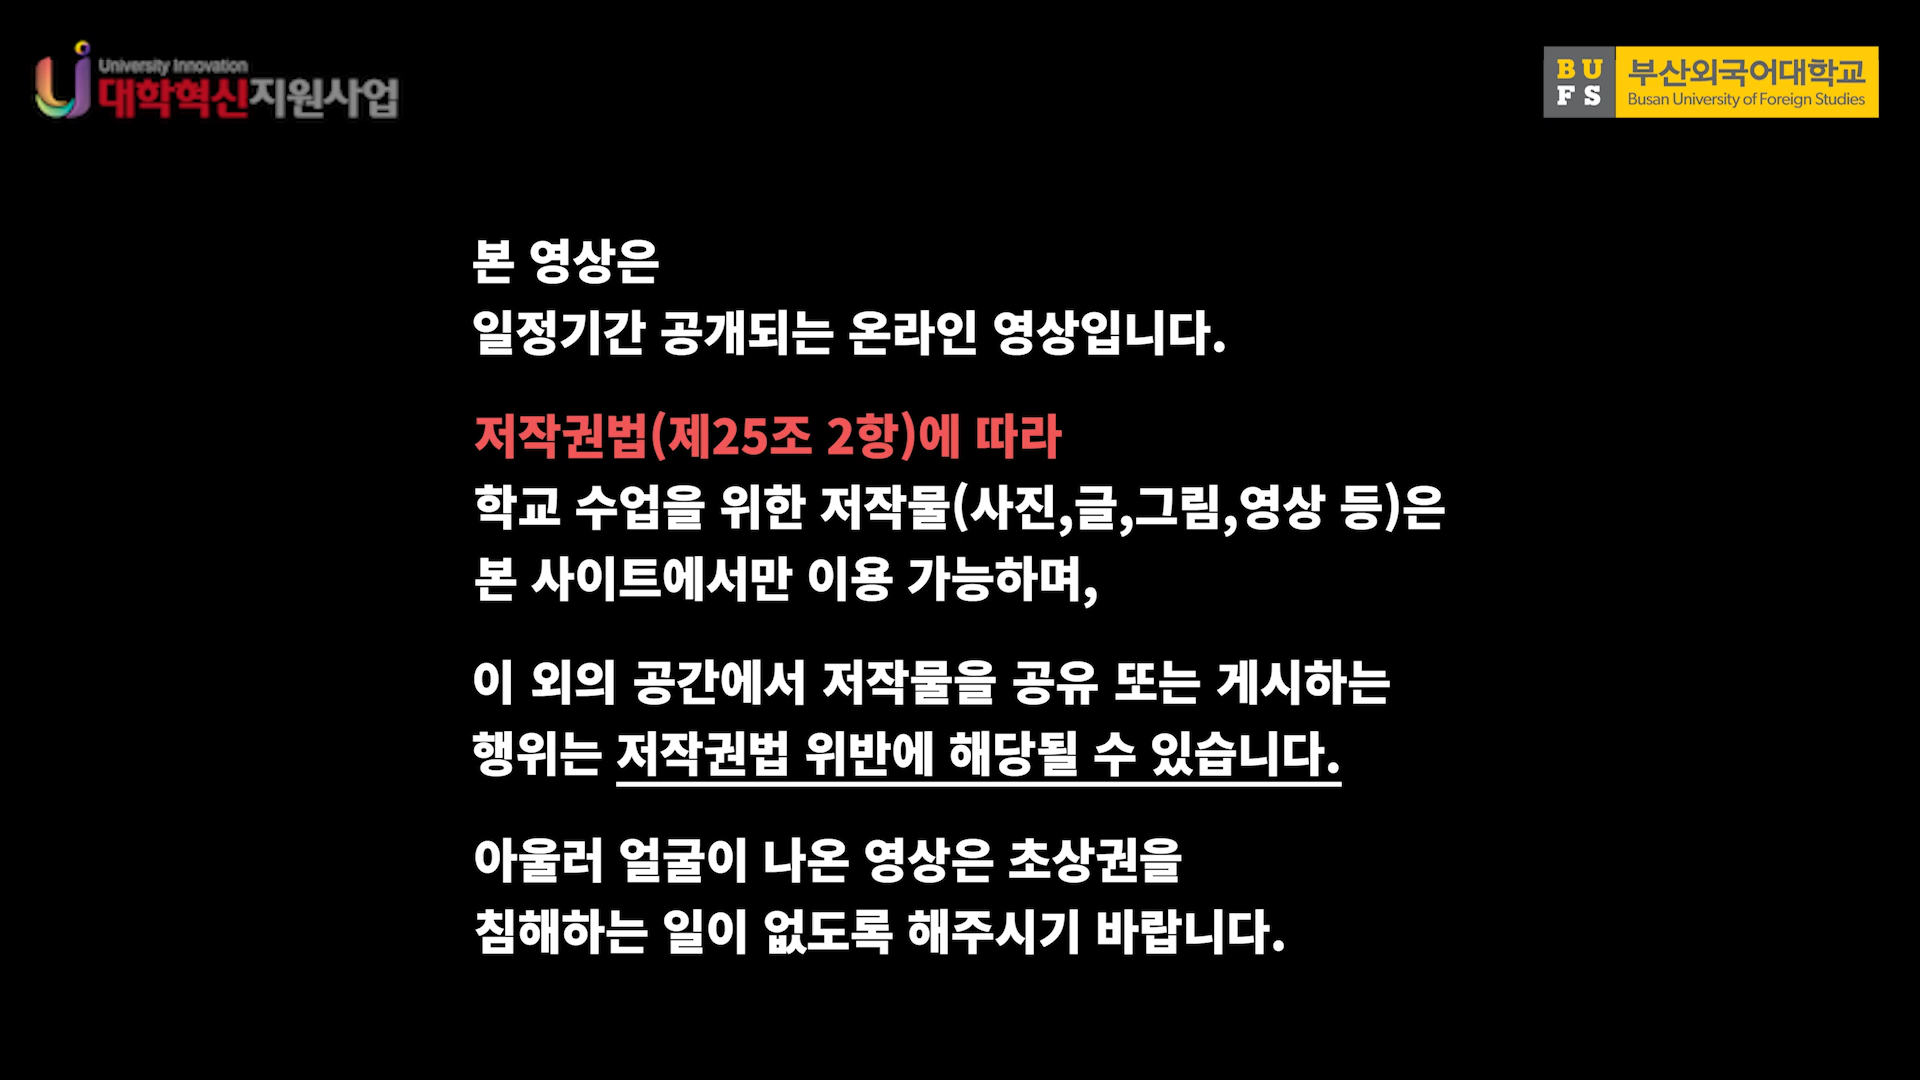 University Innovation
대학혁신지원사업
BU
FS
부산외국어대학교
Busan University of Foreign Studies
본 영상은
일정기간 공개되는 온라인 영상입니다.
저작권법(제25조 2항)에 따라
학교 수업을 위한 저작물(사진,글,그림,영상 등)은
본 사이트에서만 이용 가능하며,
이 외의 공간에서 저작물을 공유 또는 게시하는
행위는 저작권법 위반에 해당될 수 있습니다.
아울러 얼굴이 나온 영상은 초상권을
침해하는 일이 없도록 해주시기 바랍니다.